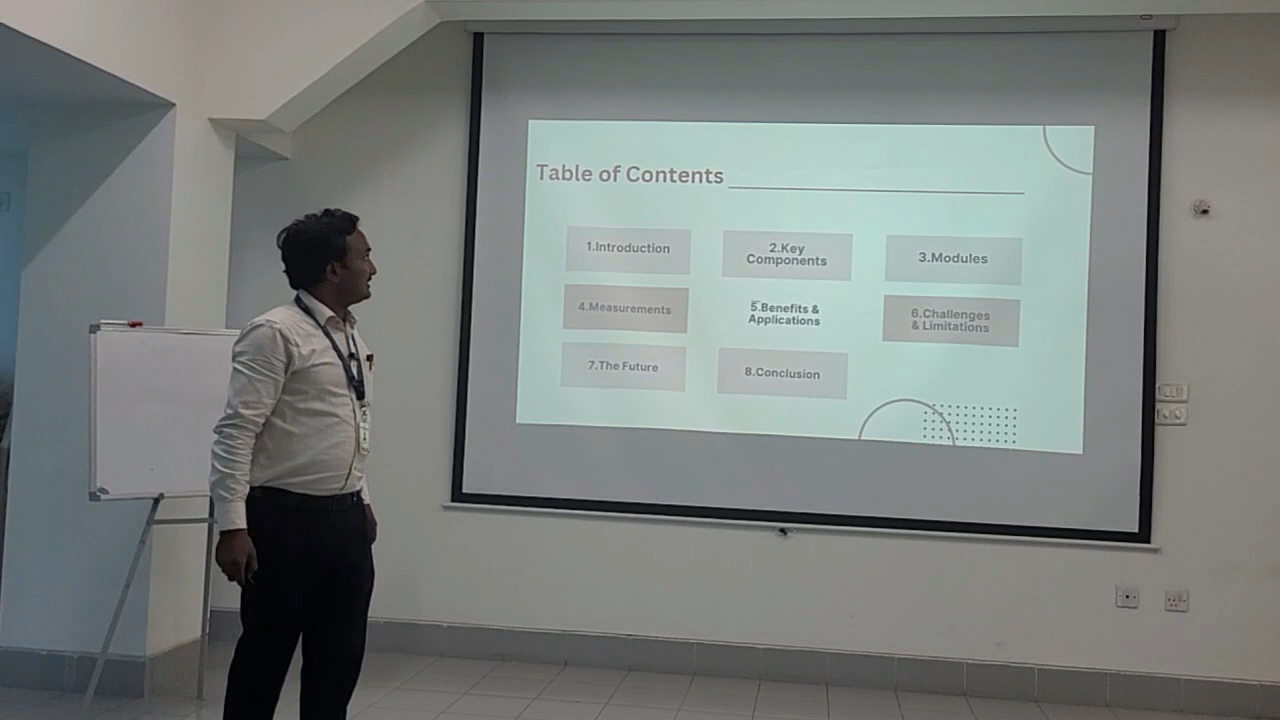 Table of Contents
1.Introduction
2.Key
Components
3.Modules
4.Measurements
5.Benefits &
Applications
6.Challenges
& Limitations
7.The Future
8.Conclusion